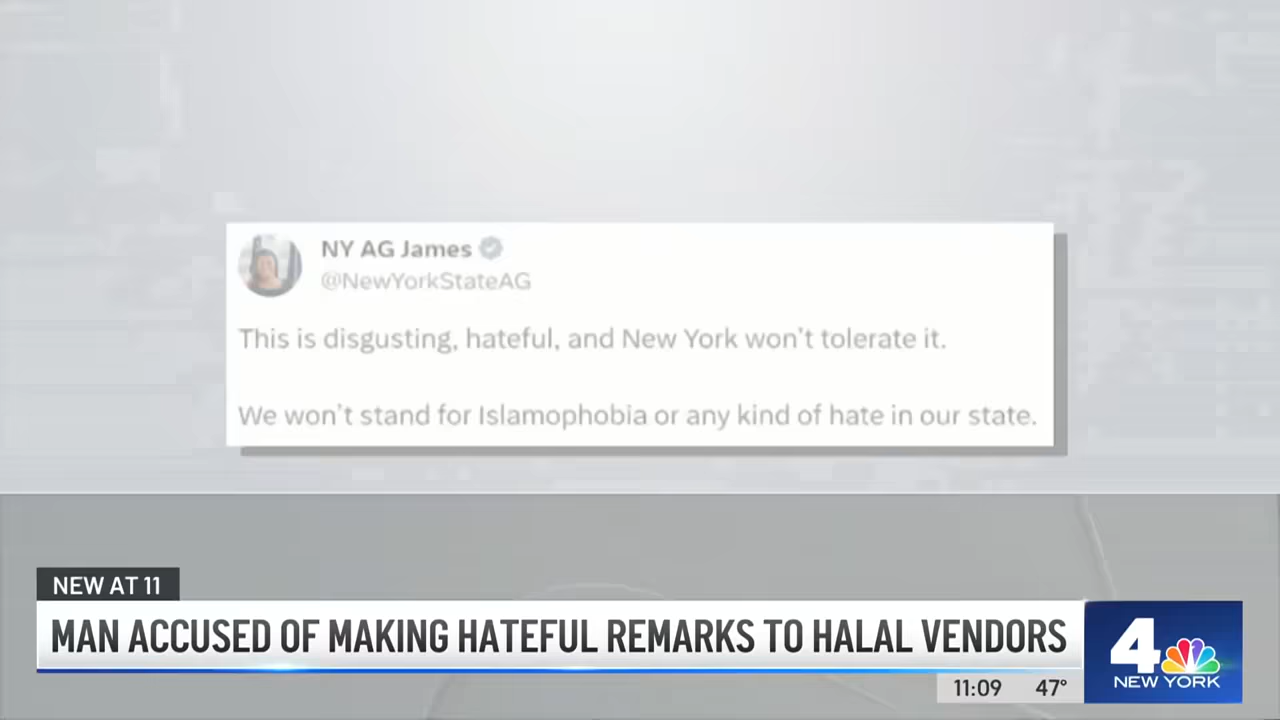 NY AG James
@NewYorkStateAG
This is disgusting, hateful, and New York won't tolerate it.
We won't stand for Islamophobia or any kind of hate in our state.
NEW AT 11
MAN ACCUSED OF MAKING HATEFUL REMARKS TO HALAL VENDORS
4
NEW YORK
11:09 47°